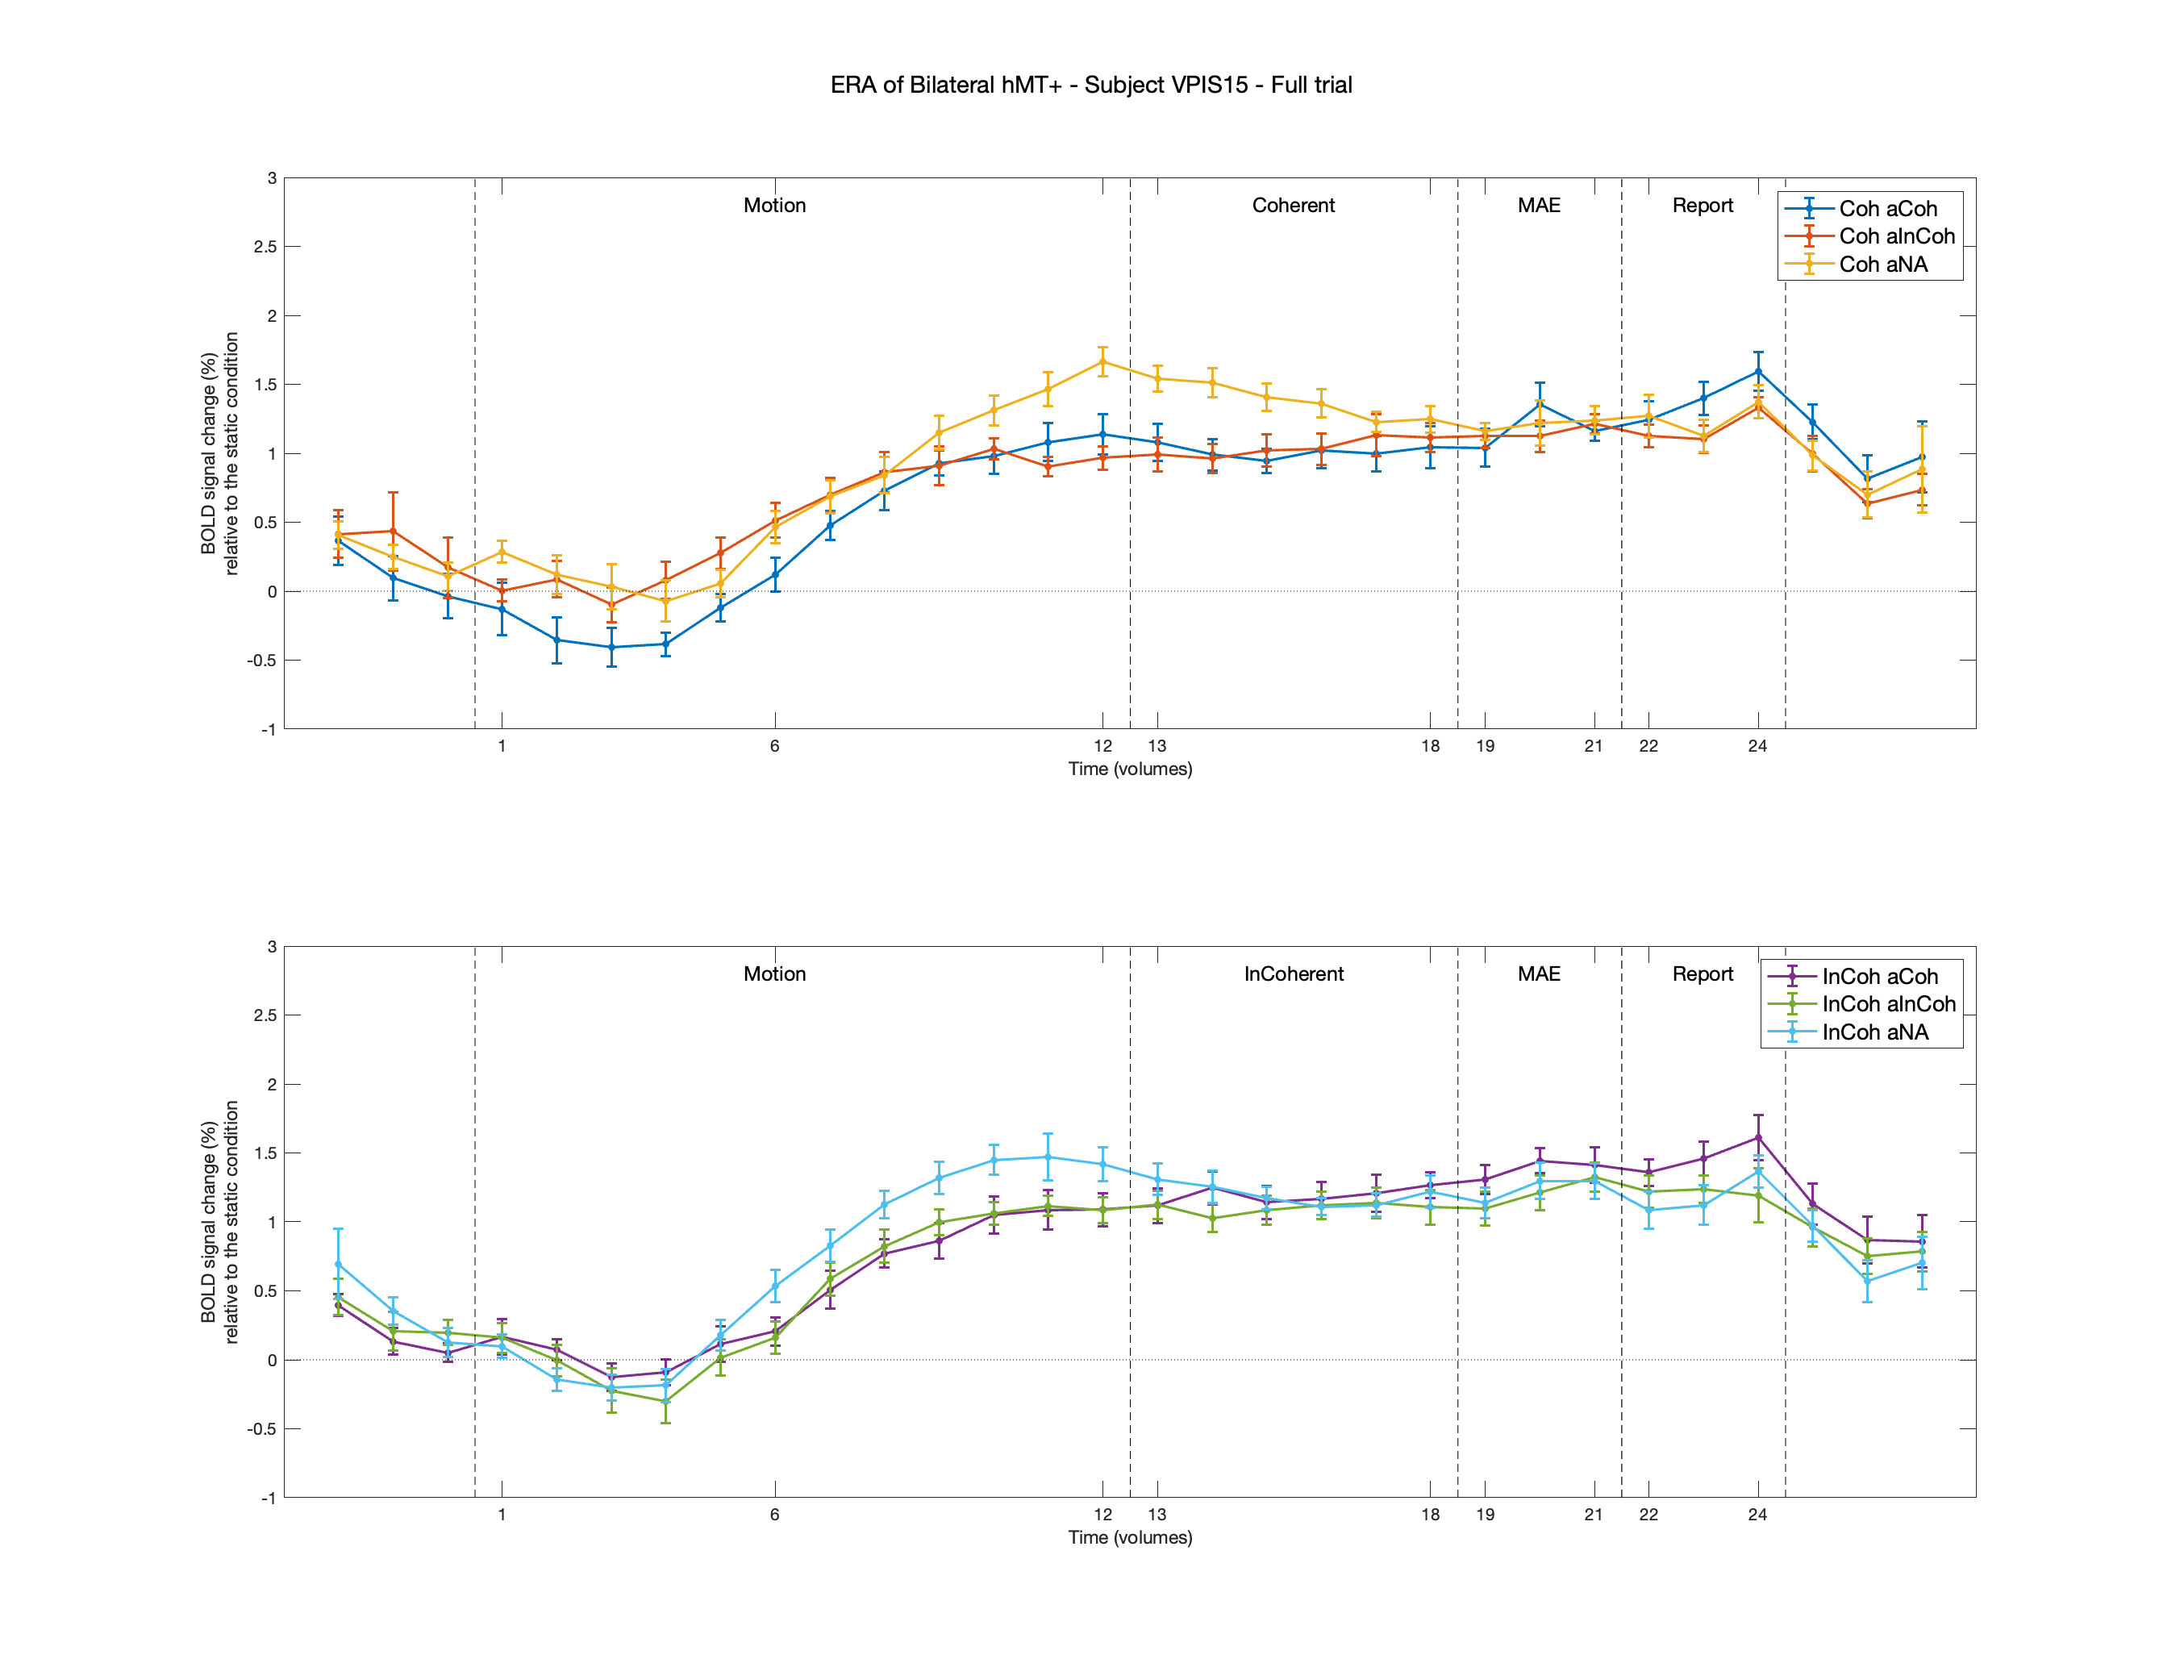 ERA of Bilateral hMT+ - Subject VPIS15 - Full trial
3
2.5
2
1.5
1
0.5
0
-0.5
-1
BOLD signal change (%)
relative to the static condition
Motion
Coherent
MAE
Report
Coh aCoh
Coh aInCoh
Coh aNA
1 6 12 13 18 19 21 22 24
Time (volumes)
3
2.5
2
1.5
1
0.5
0
-0.5
-1
BOLD signal change (%)
relative to the static condition
Motion
InCoherent
MAE
Report
InCoh aCoh
InCoh aInCoh
InCoh aNA
1 6 12 13 18 19 21 22 24
Time (volumes)